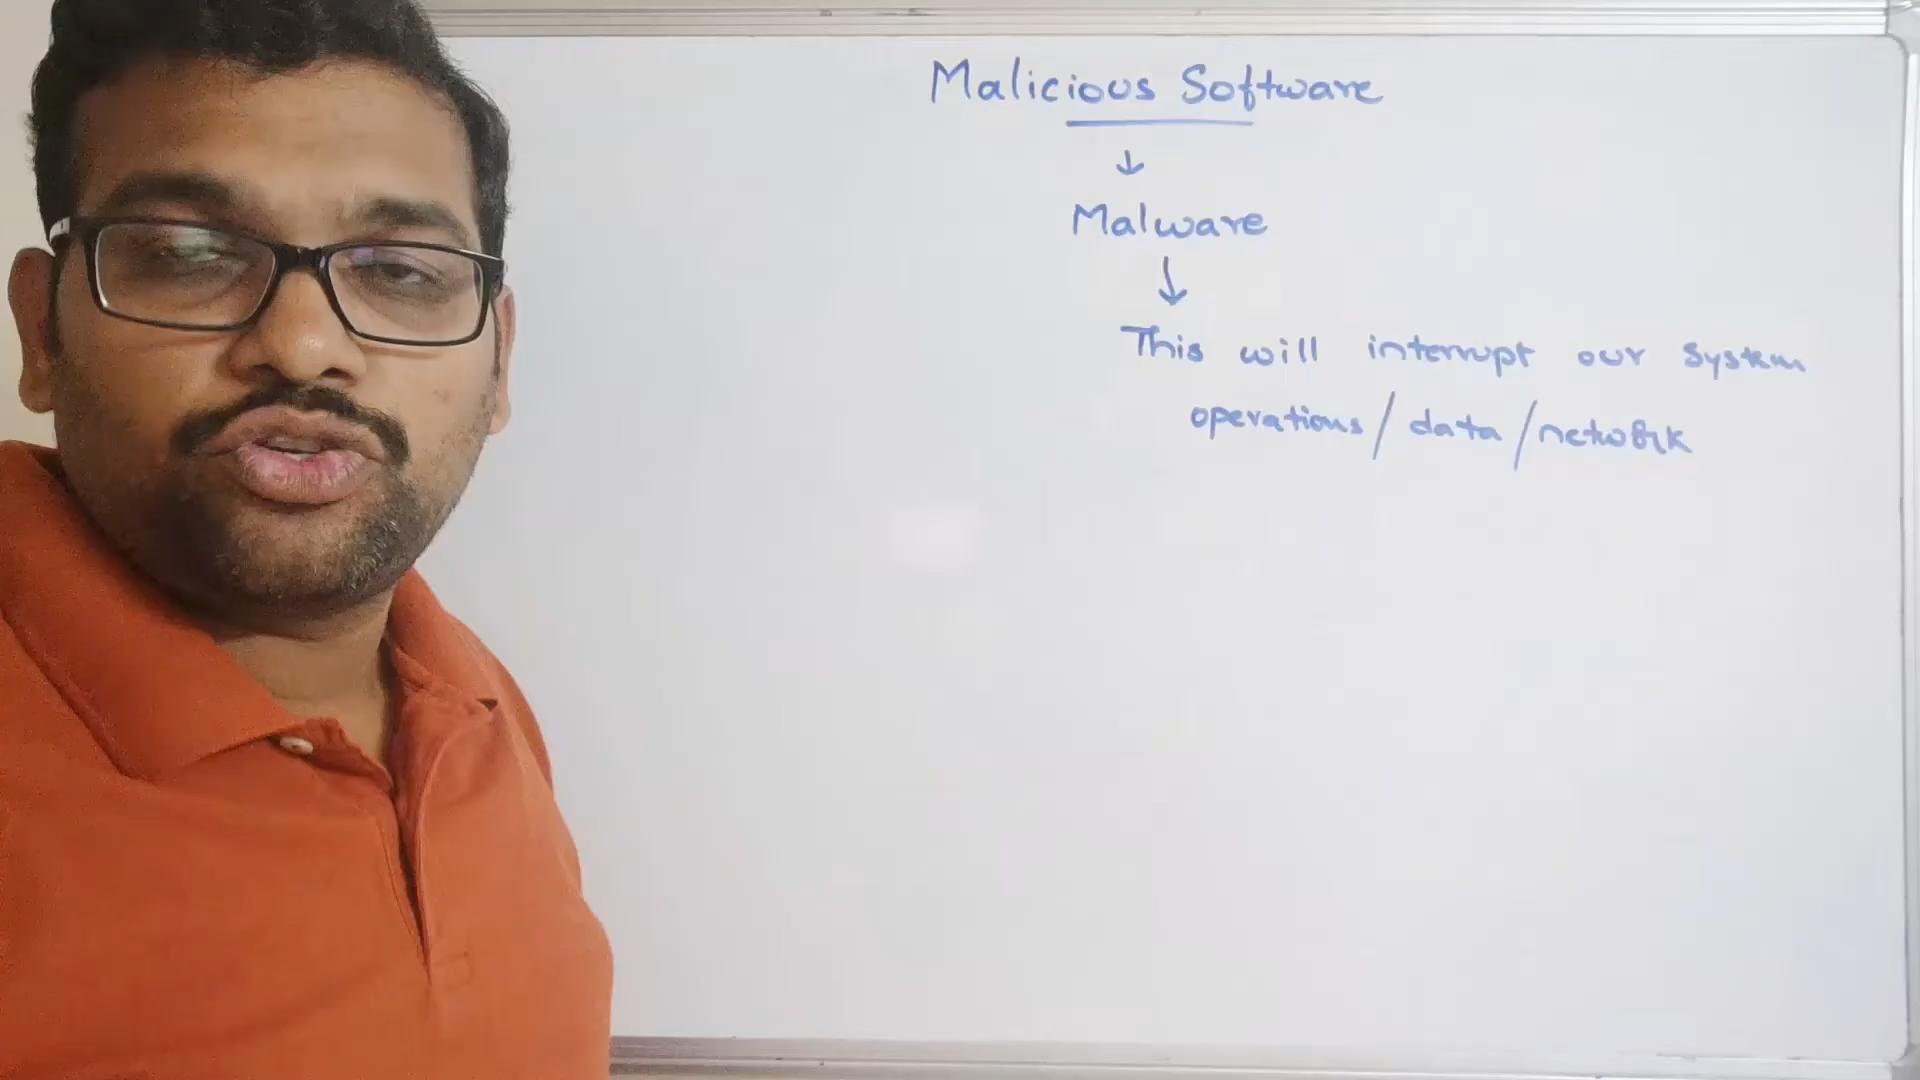 Malicious Software
↓
Malware
↓
This will interrupt our system
operations/data/network